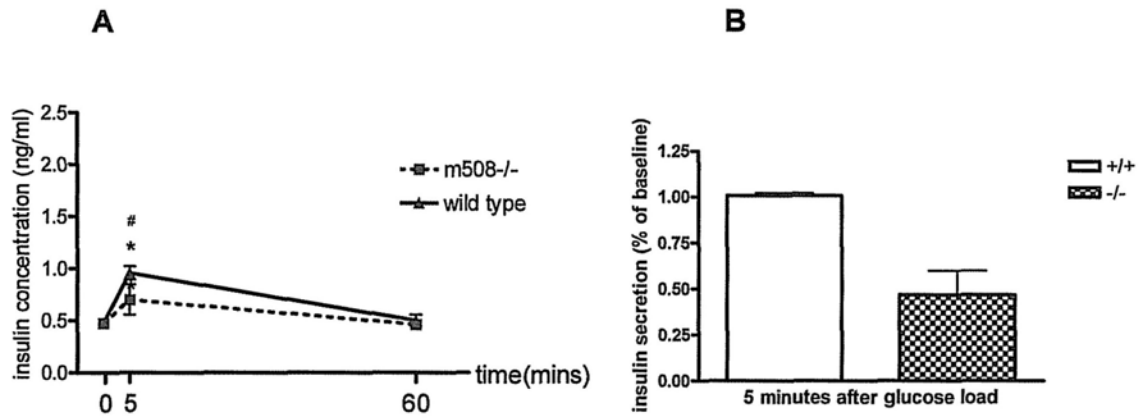 A
insulin concentration (ng/ml)
2.5
2.0
1.5
1.0
0.5
0.0
#
*
*
m508-/-
wild type
0 5 60
time(mins)
B
insulin secretion (% of baseline)
1.25
1.00
0.75
0.50
0.25
0.00
+/+
-/-
5 minutes after glucose load